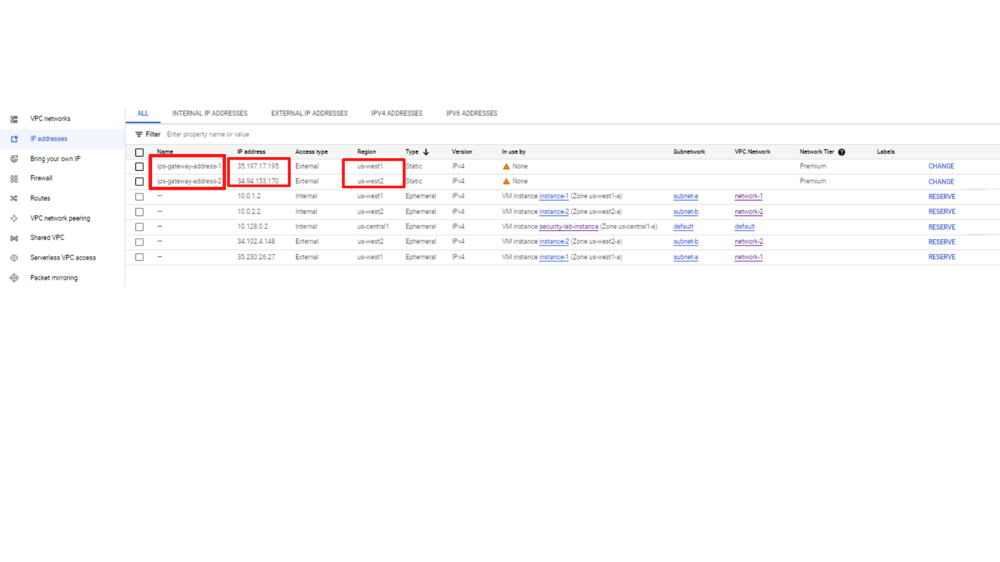 VPC networks
IP addresses
Bring your own IP
Firewall
Routes
VPC network peering
Shared VPC
Serverless VPC access
Packet mirroring
ALL INTERNAL IP ADDRESSES EXTERNAL IP ADDRESSES IPV4 ADDRESSES IPV6 ADDRESSES
Filter Enter property name or value
Name IP address Access type Region Type Version In use by Subnetwork VPC Network Network Tier Labels
ips-gateway-address-1 35.197.17.195 External us-west1 Static IPv4 None Premium CHANGE
ips-gateway-address-2 34.94.153.170 External us-west2 Static IPv4 None Premium CHANGE
— 10.0.1.2 Internal us-west1 Ephemeral IPv4 VM instance instance-1 (Zone us-west1-a) subnet-a network-1 RESERVE
— 10.0.2.2 Internal us-west2 Ephemeral IPv4 VM instance instance-2 (Zone us-west2-a) subnet-b network-2 RESERVE
— 10.128.0.2 Internal us-central1 Ephemeral IPv4 VM instance security-lab-instance (Zone us-central1-a) default default RESERVE
— 34.102.4.148 External us-west2 Ephemeral IPv4 VM instance instance-2 (Zone us-west2-a) subnet-b network-2 RESERVE
— 35.230.26.27 External us-west1 Ephemeral IPv4 VM instance instance-1 (Zone us-west1-a) subnet-a network-1 RESERVE